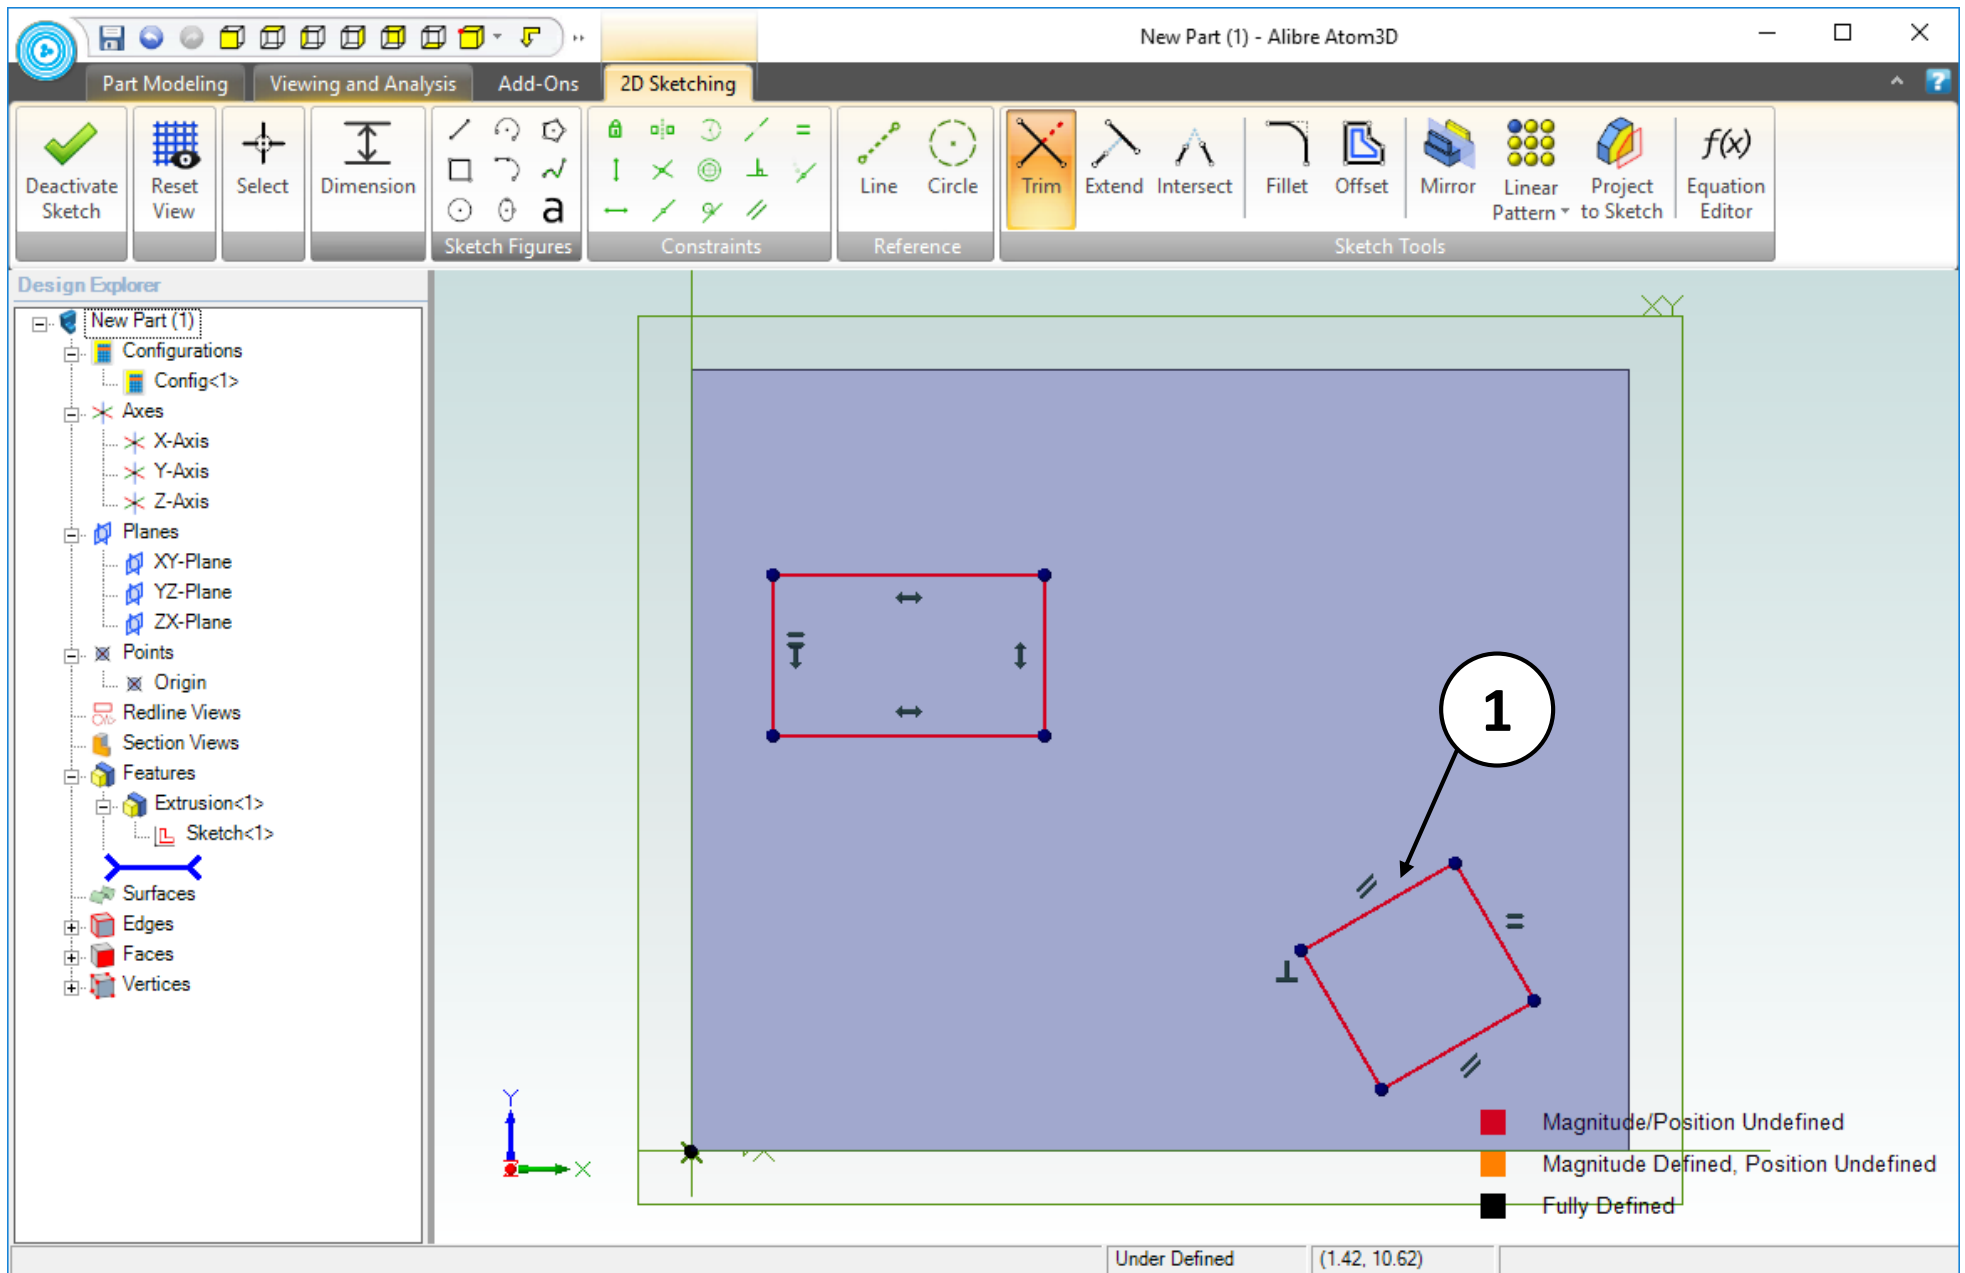 New Part (1) - Alibre Atom3D
Part Modeling
Viewing and Analysis
Add-Ons
2D Sketching
?
Deactivate
Sketch
Reset
View
Select
Dimension
a
Sketch Figures
Constraints
Line
Circle
Reference
Trim
Extend
Intersect
Fillet
Offset
Mirror
Linear
Pattern
Project
to Sketch
f(x)
Equation
Editor
Sketch Tools
Design Explorer
New Part (1)
Configurations
Config<1>
Axes
X-Axis
Y-Axis
Z-Axis
Planes
XY-Plane
YZ-Plane
ZX-Plane
Points
Origin
Redline Views
Section Views
Features
Extrusion<1>
Sketch<1>
Surfaces
Edges
Faces
Vertices
XY
1
Y
X
X
Magnitude/Position Undefined
Magnitude Defined, Position Undefined
Fully Defined
Under Defined
(1.42, 10.62)